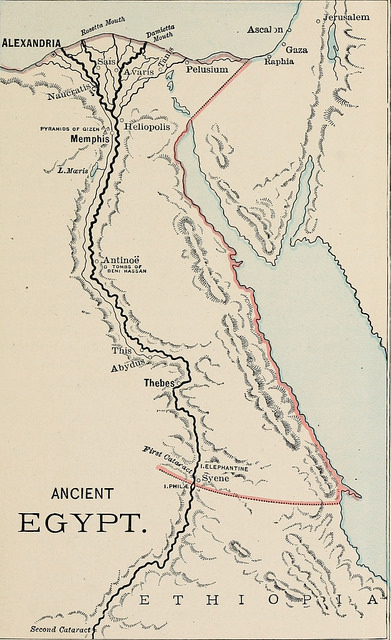 Jerusalem
Rosetta Mouth
Damietta
Mouth
Ascalon
ALEXANDRIA
Gaza
Sais
Tanis
Raphia
Avaris
Pelusium
Naucratis
Heliopolis
PYRAMIDS OF GIZEH
Memphis
L. Mœris
Antinoë
TOMBS OF
BENI HASSAN
This
Abydus
Thebes
First Cataract
I. ELEPHANTINE
Syene
I. PHILÆ
ANCIENT
EGYPT.
ETHIOPIA
Second Cataract